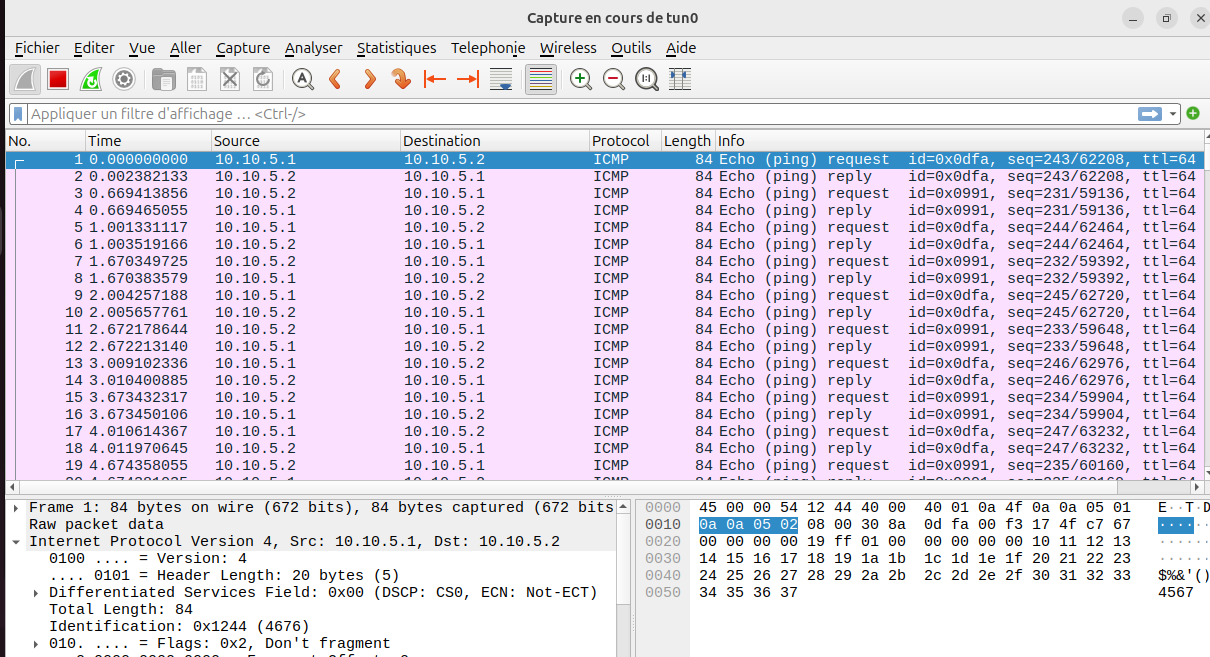 Capture en cours de tun0
Fichier Editer Vue Aller Capture Analyser Statistiques Telephonie Wireless Outils Aide
Appliquer un filtre d'affichage … <Ctrl-/>
No. Time Source Destination Protocol Length Info
1 0.000000000 10.10.5.1 10.10.5.2 ICMP 84 Echo (ping) request id=0x0dfa, seq=243/62208, ttl=64
2 0.002382133 10.10.5.2 10.10.5.1 ICMP 84 Echo (ping) reply id=0x0dfa, seq=243/62208, ttl=64
3 0.669413856 10.10.5.2 10.10.5.1 ICMP 84 Echo (ping) request id=0x0991, seq=231/59136, ttl=64
4 0.669465055 10.10.5.1 10.10.5.2 ICMP 84 Echo (ping) reply id=0x0991, seq=231/59136, ttl=64
5 1.001331117 10.10.5.1 10.10.5.2 ICMP 84 Echo (ping) request id=0x0dfa, seq=244/62464, ttl=64
6 1.003519166 10.10.5.2 10.10.5.1 ICMP 84 Echo (ping) reply id=0x0dfa, seq=244/62464, ttl=64
7 1.670349725 10.10.5.2 10.10.5.1 ICMP 84 Echo (ping) request id=0x0991, seq=232/59392, ttl=64
8 1.670383579 10.10.5.1 10.10.5.2 ICMP 84 Echo (ping) reply id=0x0991, seq=232/59392, ttl=64
9 2.004257188 10.10.5.1 10.10.5.2 ICMP 84 Echo (ping) request id=0x0dfa, seq=245/62720, ttl=64
10 2.005657761 10.10.5.2 10.10.5.1 ICMP 84 Echo (ping) reply id=0x0dfa, seq=245/62720, ttl=64
11 2.672178644 10.10.5.2 10.10.5.1 ICMP 84 Echo (ping) request id=0x0991, seq=233/59648, ttl=64
12 2.672213140 10.10.5.1 10.10.5.2 ICMP 84 Echo (ping) reply id=0x0991, seq=233/59648, ttl=64
13 3.009102336 10.10.5.1 10.10.5.2 ICMP 84 Echo (ping) request id=0x0dfa, seq=246/62976, ttl=64
14 3.010400885 10.10.5.2 10.10.5.1 ICMP 84 Echo (ping) reply id=0x0dfa, seq=246/62976, ttl=64
15 3.673432317 10.10.5.2 10.10.5.1 ICMP 84 Echo (ping) request id=0x0991, seq=234/59904, ttl=64
16 3.673450106 10.10.5.1 10.10.5.2 ICMP 84 Echo (ping) reply id=0x0991, seq=234/59904, ttl=64
17 4.010614367 10.10.5.1 10.10.5.2 ICMP 84 Echo (ping) request id=0x0dfa, seq=247/63232, ttl=64
18 4.011970645 10.10.5.2 10.10.5.1 ICMP 84 Echo (ping) reply id=0x0dfa, seq=247/63232, ttl=64
19 4.674358055 10.10.5.2 10.10.5.1 ICMP 84 Echo (ping) request id=0x0991, seq=235/60160, ttl=64
Frame 1: 84 bytes on wire (672 bits), 84 bytes captured (672 bits
Raw packet data
Internet Protocol Version 4, Src: 10.10.5.1, Dst: 10.10.5.2
0100 .... = Version: 4
.... 0101 = Header Length: 20 bytes (5)
Differentiated Services Field: 0x00 (DSCP: CS0, ECN: Not-ECT)
Total Length: 84
Identification: 0x1244 (4676)
010. .... = Flags: 0x2, Don't fragment
0000 45 00 00 54 12 44 40 00 40 01 0a 4f 0a 0a 05 01 E··T·D
0010 0a 0a 05 02 08 00 30 8a 0d fa 00 f3 17 4f c7 67 ······
0020 00 00 00 00 19 ff 01 00 00 00 00 00 10 11 12 13 ······
0030 14 15 16 17 18 19 1a 1b 1c 1d 1e 1f 20 21 22 23 ······
0040 24 25 26 27 28 29 2a 2b 2c 2d 2e 2f 30 31 32 33 $%&'()
0050 34 35 36 37 4567